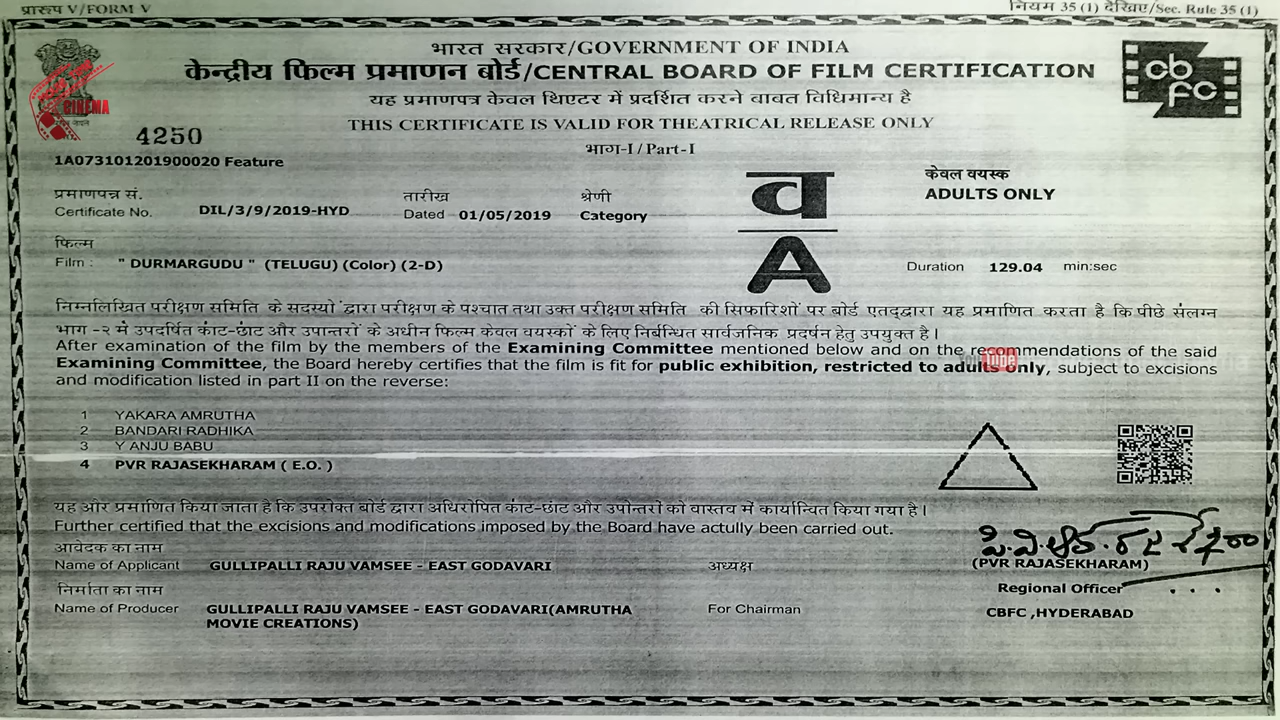 प्रारूप V/FORM V
नियम 35 (1) देखिए/Sec. Rule 35 (1)
भारत सरकार/GOVERNMENT OF INDIA
केन्द्रीय फिल्म प्रमाणन बोर्ड/CENTRAL BOARD OF FILM CERTIFICATION
cb
fc
CINEMA
यह प्रमाणपत्र केवल थिएटर में प्रदर्शित करने बाबत विधिमान्य है
THIS CERTIFICATE IS VALID FOR THEATRICAL RELEASE ONLY
4250
भाग-I/Part-I
1A073101201900020 Feature
प्रमाणपत्र सं. तारीख श्रेणी
Certificate No. DIL/3/9/2019-HYD Dated 01/05/2019 Category
व
A
केवल वयस्क
ADULTS ONLY
फिल्म
Film : " DURMARGUDU " (TELUGU) (Color) (2-D)
Duration 129.04 min:sec
निम्नलिखित परीक्षण समिति के सदस्यों द्वारा परीक्षण के पश्चात तथा उक्त परीक्षण समिति की सिफारिशों पर बोर्ड एतद्द्वारा यह प्रमाणित करता है कि पीछे संलग्न
भाग -२ में उपदर्षित कांट-छांट और उपान्तरों के अधीन फिल्म केवल वयस्कों के लिए निर्बन्धित सार्वजनिक प्रदर्षन हेतु उपयुक्त है।
After examination of the film by the members of the Examining Committee mentioned below and on the recommendations of the said
Examining Committee, the Board hereby certifies that the film is fit for public exhibition, restricted to adults only, subject to excisions
and modification listed in part II on the reverse:
1 YAKARA AMRUTHA
2 BANDARI RADHIKA
3 Y ANJU BABU
4 PVR RAJASEKHARAM ( E.O. )
यह ओर प्रमाणित किया जाता है कि उपरोक्त बोर्ड द्वारा अधिरोपित कांट-छांट और उपोन्तरों को वास्तव में कार्यान्वित किया गया है।
Further certified that the excisions and modifications imposed by the Board have actully been carried out.
आवेदक का नाम
Name of Applicant GULLIPALLI RAJU VAMSEE - EAST GODAVARI
अध्यक्ष
(PVR RAJASEKHARAM)
निर्माता का नाम
Regional Officer
Name of Producer GULLIPALLI RAJU VAMSEE - EAST GODAVARI(AMRUTHA
MOVIE CREATIONS)
For Chairman
CBFC ,HYDERABAD